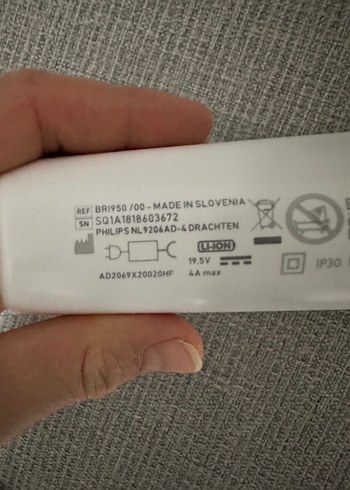 REF BRI950 /00 - MADE IN SLOVENIA
SN SQ1A1818603672
PHILIPS NL9206AD-4 DRACHTEN
LI-ION
19.5V
AD2069X20020HF 4A max
IP30